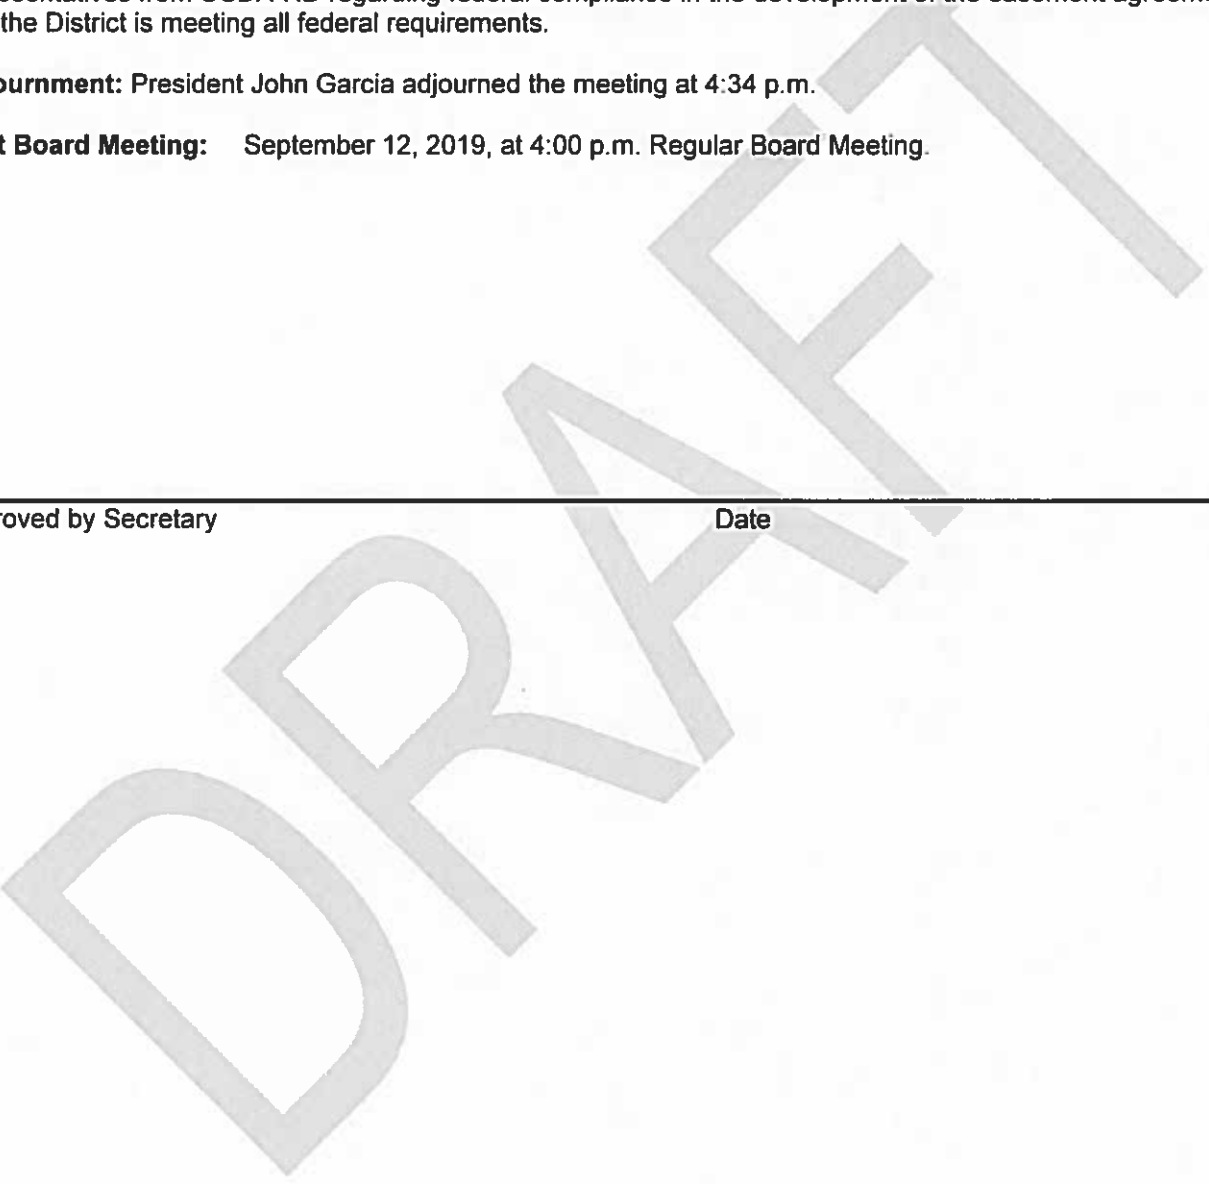 the District is meeting all federal requirements.
ournment: President John Garcia adjourned the meeting at 4:34 p.m.
t Board Meeting: September 12, 2019, at 4:00 p.m. Regular Board Meeting.
roved by Secretary Date
DRAFT